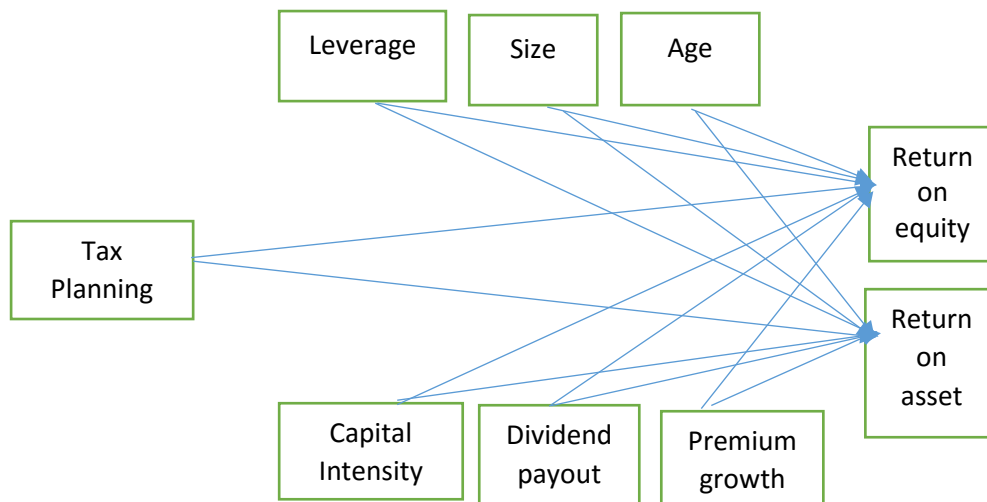 Leverage
Size
Age
Return
on
equity
Tax
Planning
Return
on
asset
Capital
Intensity
Dividend
payout
Premium
growth